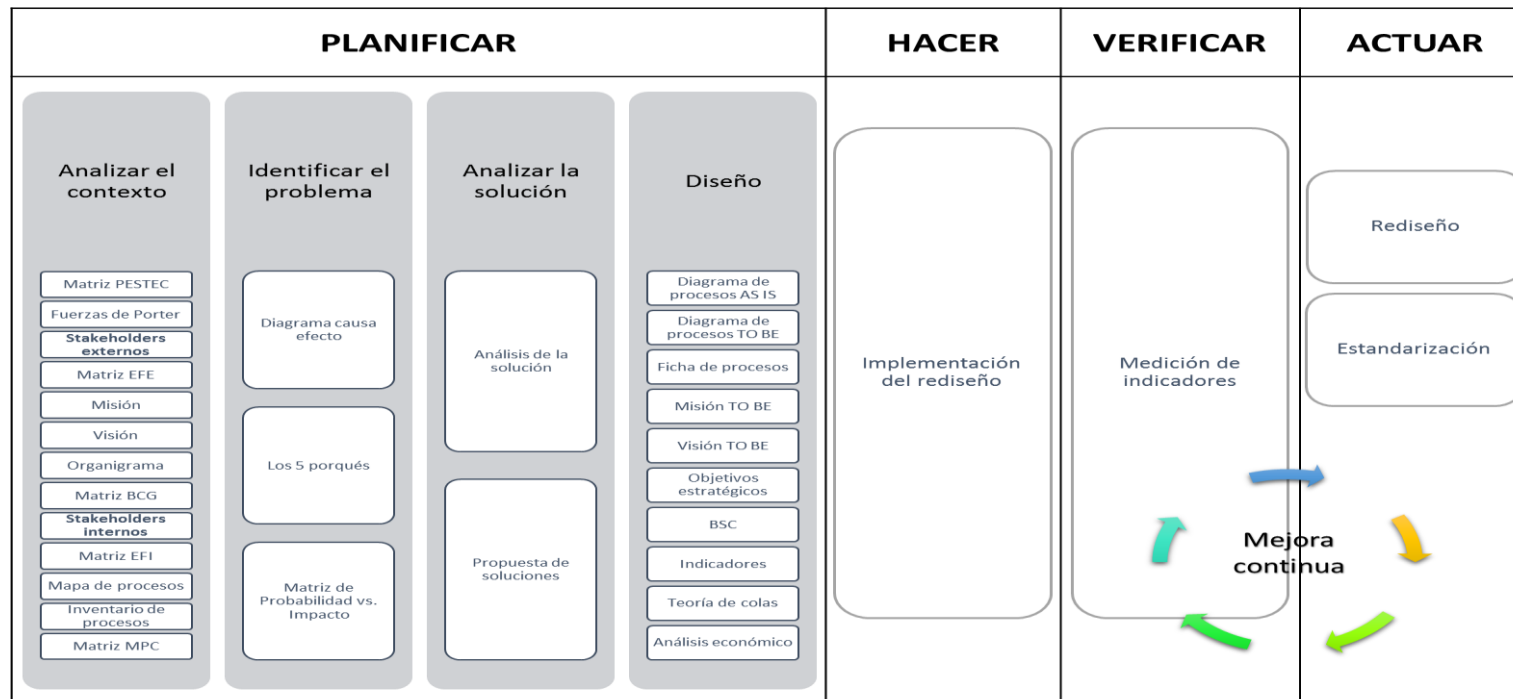 PLANIFICAR
HACER
VERIFICAR
ACTUAR
Analizar el
contexto
Matriz PESTEC
Fuerzas de Porter
Stakeholders
externos
Matriz EFE
Misión
Visión
Organigrama
Matriz BCG
Stakeholders
internos
Matriz EFI
Mapa de procesos
Inventario de
procesos
Matriz MPC
Identificar el
problema
Diagrama causa
efecto
Los 5 porqués
Matriz de
Probabilidad vs.
Impacto
Analizar la
solución
Análisis de la
solución
Propuesta de
soluciones
Diseño
Diagrama de
procesos AS IS
Diagrama de
procesos TO BE
Ficha de procesos
Misión TO BE
Visión TO BE
Objetivos
estratégicos
BSC
Indicadores
Teoría de colas
Análisis económico
Implementación
del rediseño
Medición de
indicadores
Rediseño
Estandarización
Mejora
continua